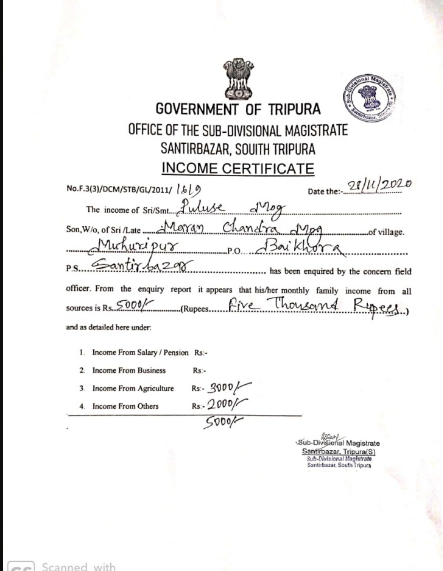 GOVERNMENT OF TRIPURA
OFFICE OF THE SUB-DIVISIONAL MAGISTRATE
SANTIRBAZAR, SOUITH TRIPURA
INCOME CERTIFICATE
No.F.3(3)/DCM/STB/GL/2011/ 1619
Date the:- 28/11/2020
The income of Sri/Smt. Puluse Mog
Son,W/o, of Sri /Late Moran Chandra Mog of village.
Muhuripur P.O. Baikhora
P.S. Santirbazar has been enquired by the concern field
officer. From the enquiry report it appears that his/her monthly family income from all
sources is Rs. 5000/- (Rupees. Five Thousand Rupees.)
and as detailed here under:
1. Income From Salary / Pension Rs:-
2. Income From Business Rs:-
3. Income From Agriculture Rs:- 3000/-
4. Income From Others Rs:- 2000/-
5000/-
Sub-Divisional Magistrate
Santirbazar, Tripura(S)
Sub-Divisional Magistrate
Santirbazar, South Tripura
Scanned with